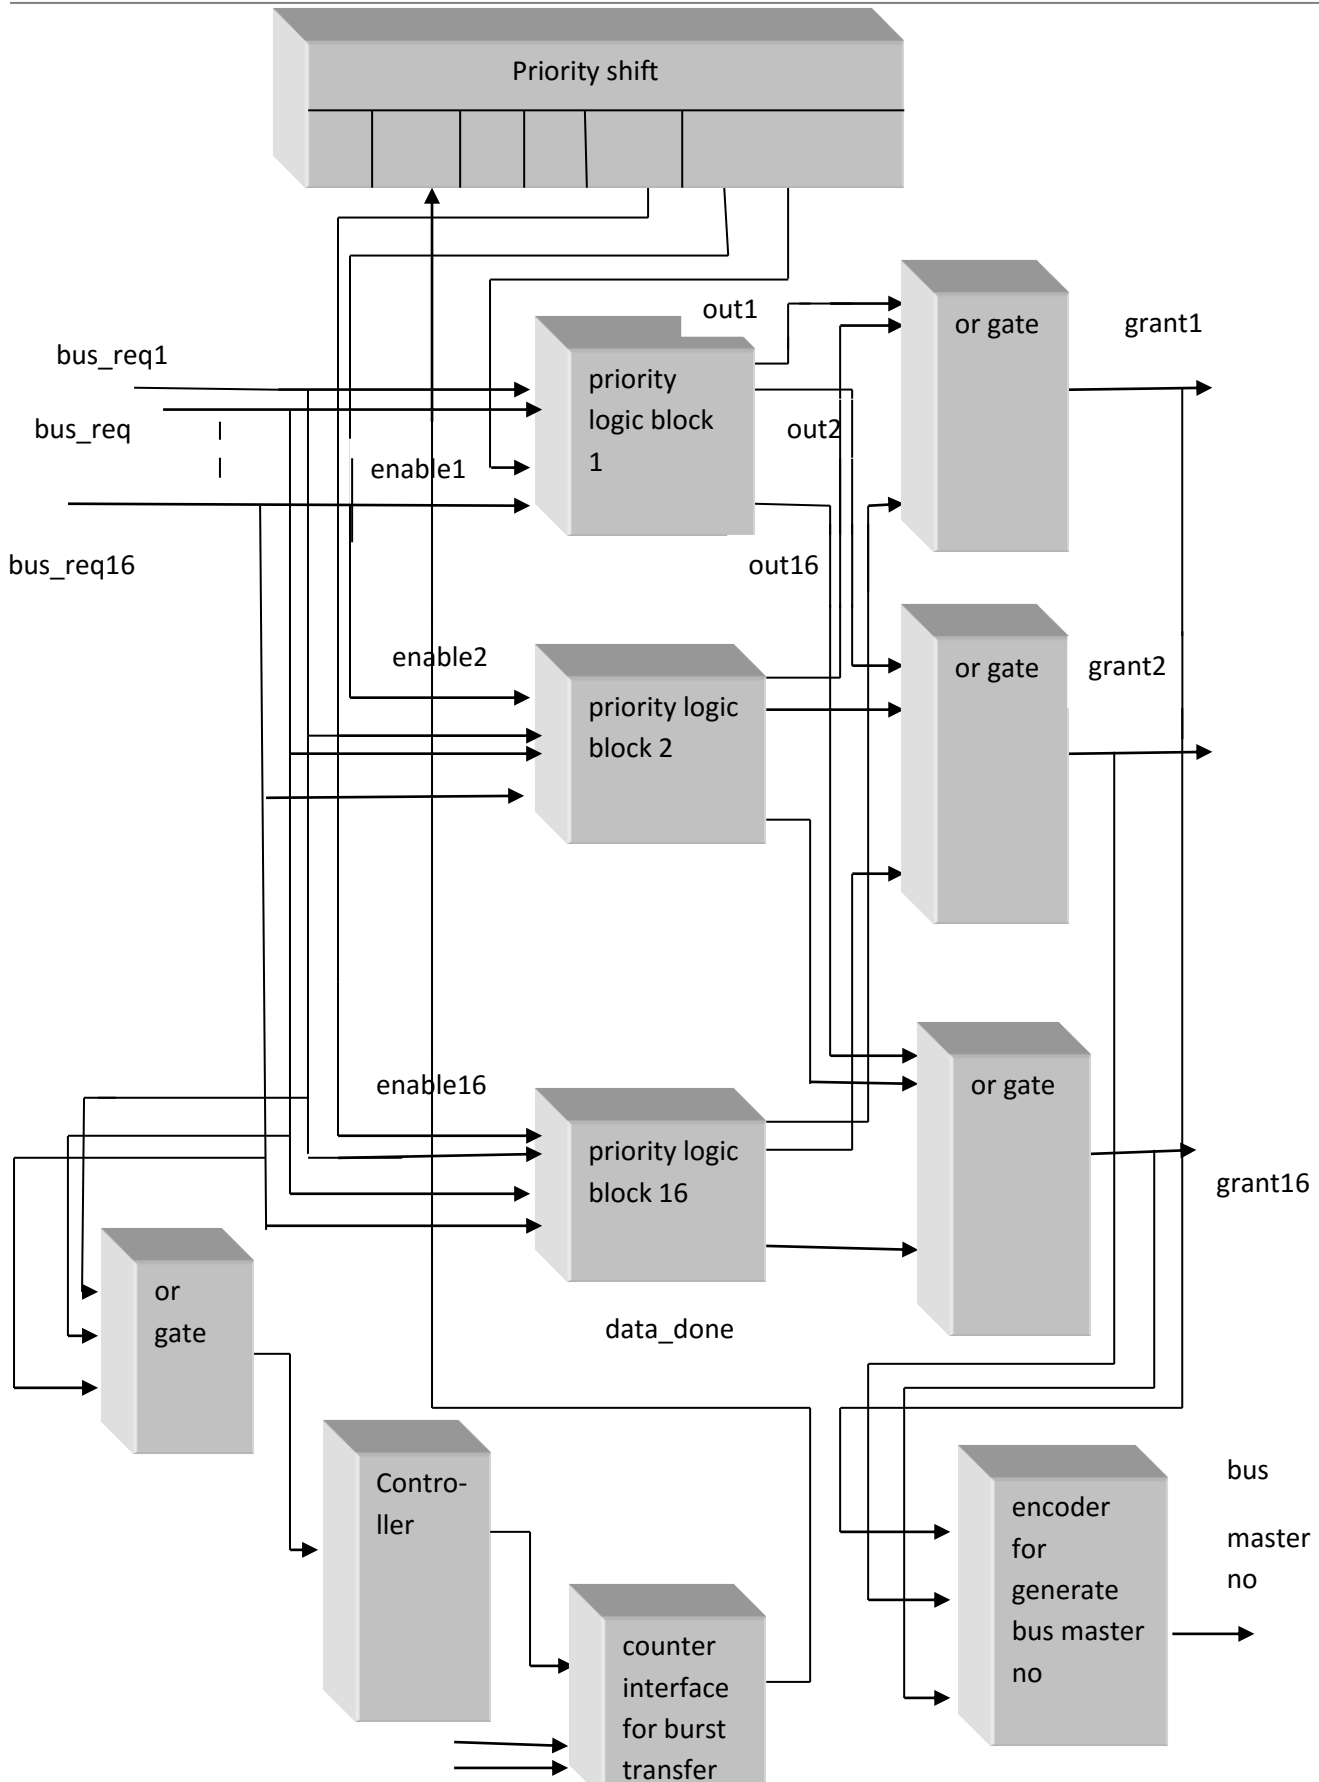 Priority shift
out1
or gate
grant1
bus_req1
priority
logic block
1
bus_req
out2
enable1
bus_req16
out16
enable2
or gate
grant2
priority logic
block 2
enable16
or gate
priority logic
block 16
grant16
or
gate
data_done
Contro-
ller
bus
master
no
encoder
for
generate
bus master
no
counter
interface
for burst
transfer